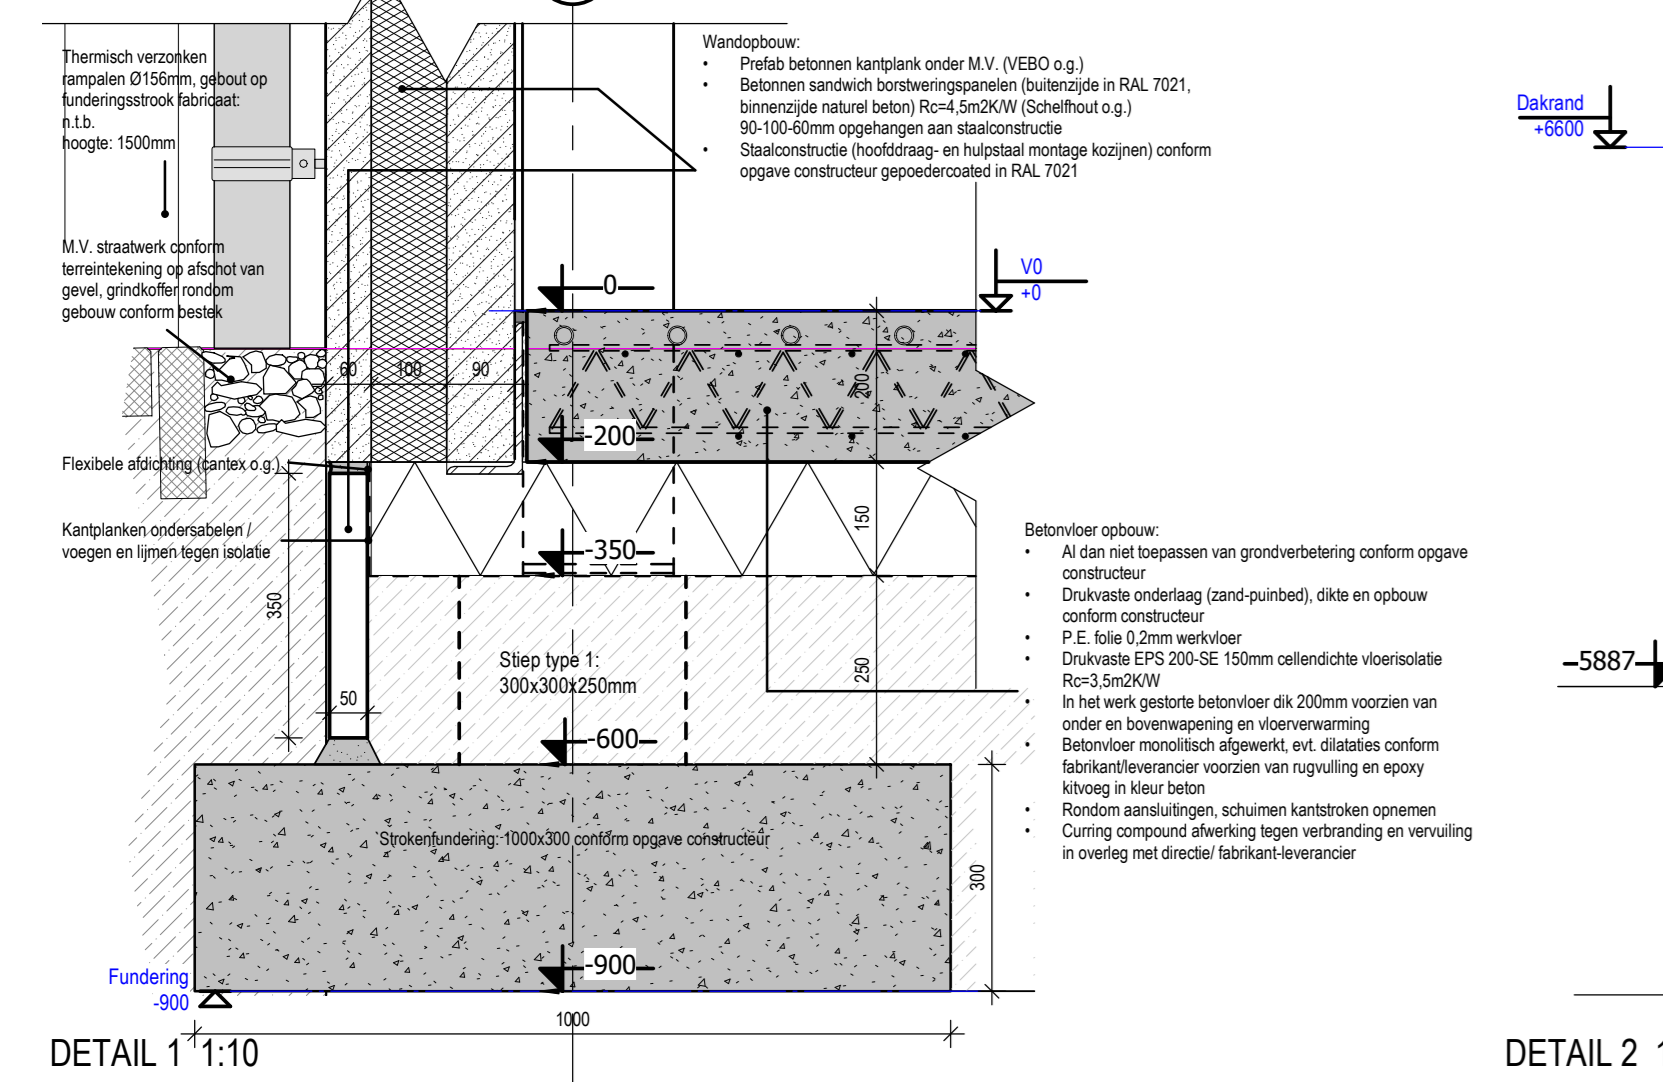 Thermisch verzonken
rampalen Ø156mm, gebout op
funderingsstrook fabricaat:
n.t.b.
hoogte: 1500mm
M.V. straatwerk conform
terreintekening op afschot van
gevel, grindkoffer rondom
gebouw conform bestek
Flexibele afdichting (cantex o.g.)
Kantplanken ondersabelen /
voegen en lijmen tegen isolatie
Wandopbouw:
• Prefab betonnen kantplank onder M.V. (VEBO o.g.)
• Betonnen sandwich borstweringspanelen (buitenzijde in RAL 7021,
binnenzijde naturel beton) Rc=4,5m2K/W (Schelfhout o.g.)
90-100-60mm opgehangen aan staalconstructie
• Staalconstructie (hoofddraag- en hulpstaal montage kozijnen) conform
opgave constructeur gepoedercoated in RAL 7021
Dakrand
+6600
V0
+0
0
60
100
90
200
-200
150
-350
350
50
250
Stiep type 1:
300x300x250mm
-600
Betonvloer opbouw:
• Al dan niet toepassen van grondverbetering conform opgave
constructeur
• Drukvaste onderlaag (zand-puinbed), dikte en opbouw
conform constructeur
• P.E. folie 0,2mm werkvloer
• Drukvaste EPS 200-SE 150mm cellendichte vloerisolatie
Rc=3,5m2K/W
• In het werk gestorte betonvloer dik 200mm voorzien van
onder en bovenwapening en vloerverwarming
• Betonvloer monolitisch afgewerkt, evt. dilataties conform
fabrikant/leverancier voorzien van rugvulling en epoxy
kitvoeg in kleur beton
• Rondom aansluitingen, schuimen kantstroken opnemen
• Curring compound afwerking tegen verbranding en vervuiling
in overleg met directie/ fabrikant-leverancier
5887
Strokenfundering: 1000x300 conform opgave constructeur
300
-900
Fundering
-900
1000
DETAIL 1 1:10
DETAIL 2